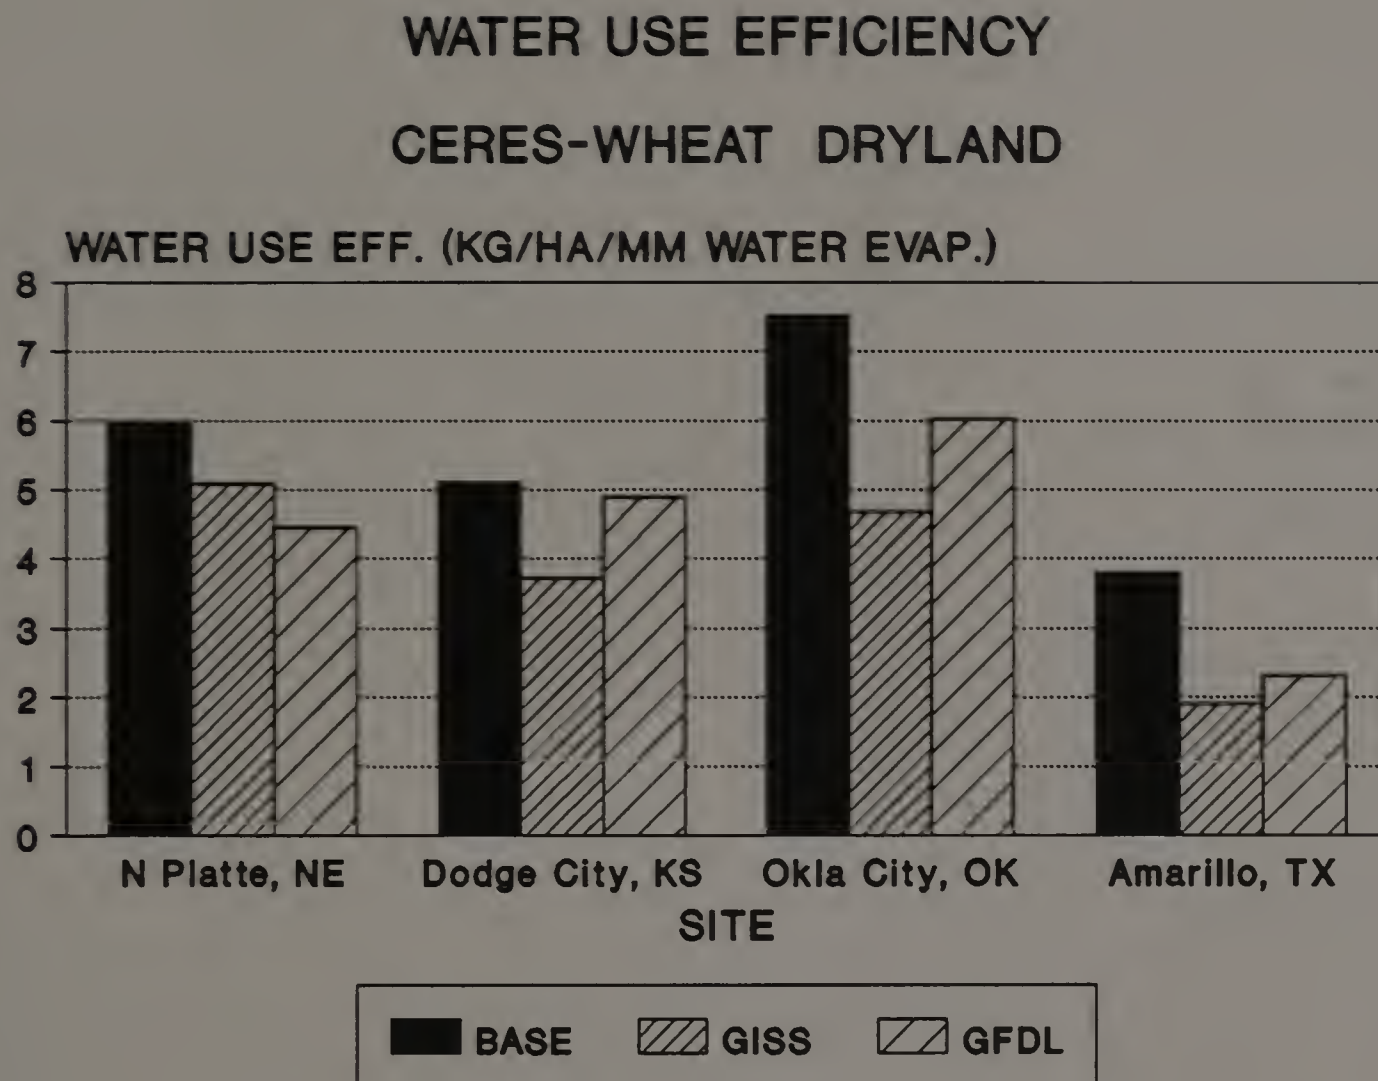 WATER USE EFFICIENCY
CERES-WHEAT DRYLAND
WATER USE EFF. (KG/HA/MM WATER EVAP.)
8
7
6
5
4
3
2
1
0
N Platte, NE Dodge City, KS Okla City, OK Amarillo, TX
SITE
BASE GISS GFDL